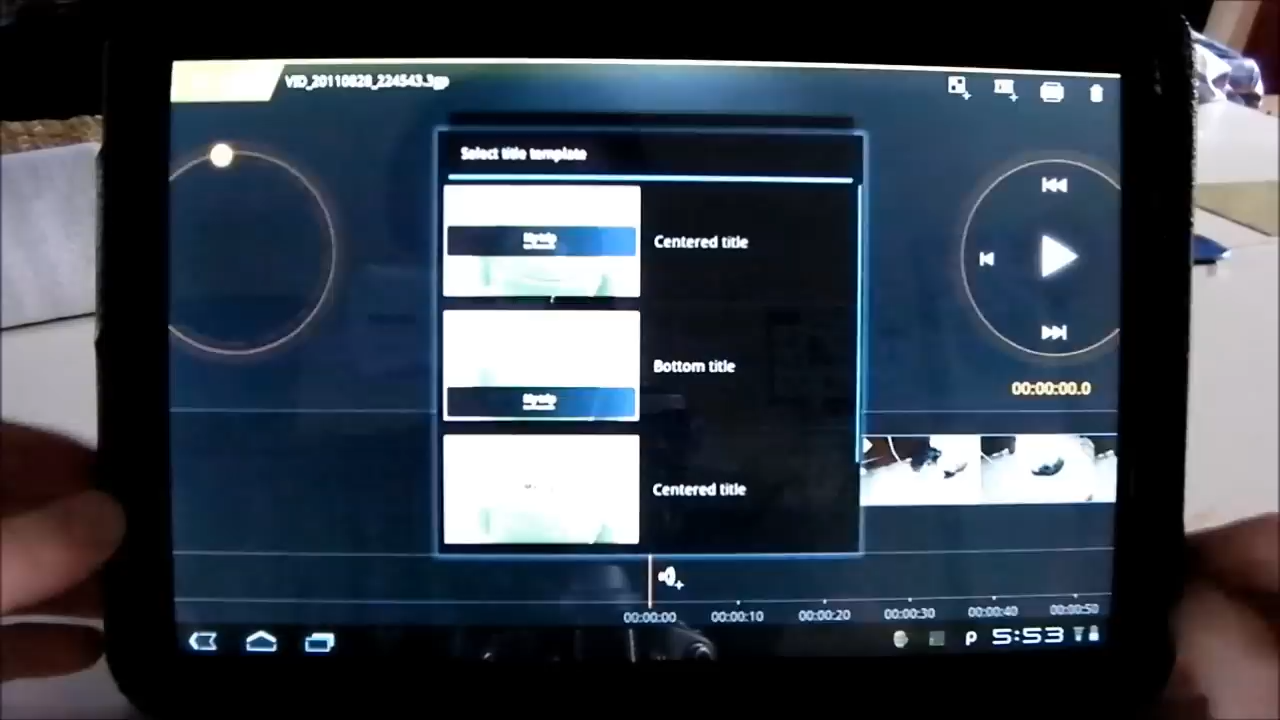 VID_20110828_224543.3gp
Select title template
Centered title
Bottom title
Centered title
00:00:00.0
00:00:00 00:00:10 00:00:20 00:00:30 00:00:40 00:00:50
P 5:53